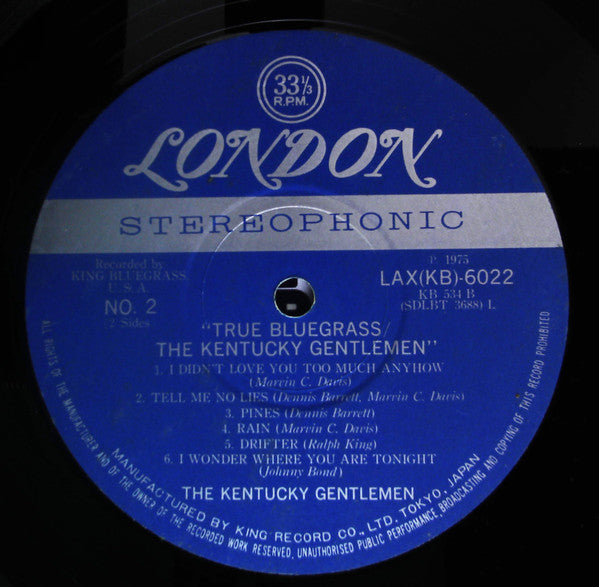 33 1/3
R.P.M.
LONDON
STEREOPHONIC
Recorded by
KING BLUEGRASS,
U.S.A.
NO. 2
2 Sides
℗ 1975
LAX(KB)-6022
KB 534 B
(SDLBT 3688) L
"TRUE BLUEGRASS/
THE KENTUCKY GENTLEMEN"
1. I DIDN'T LOVE YOU TOO MUCH ANYHOW
(Marvin C. Davis)
2. TELL ME NO LIES (Dennis Barrett, Marvin C. Davis)
3. PINES (Dennis Barrett)
4. RAIN (Marvin C. Davis)
5. DRIFTER (Ralph King)
6. I WONDER WHERE YOU ARE TONIGHT
(Johnny Bond)
THE KENTUCKY GENTLEMEN
MANUFACTURED BY KING RECORD CO., LTD. TOKYO, JAPAN
ALL RIGHTS OF THE MANUFACTURER AND OF THE OWNER OF THE RECORDED WORK RESERVED, UNAUTHORISED PUBLIC PERFORMANCE, BROADCASTING AND COPYING OF THIS RECORD PROHIBITED